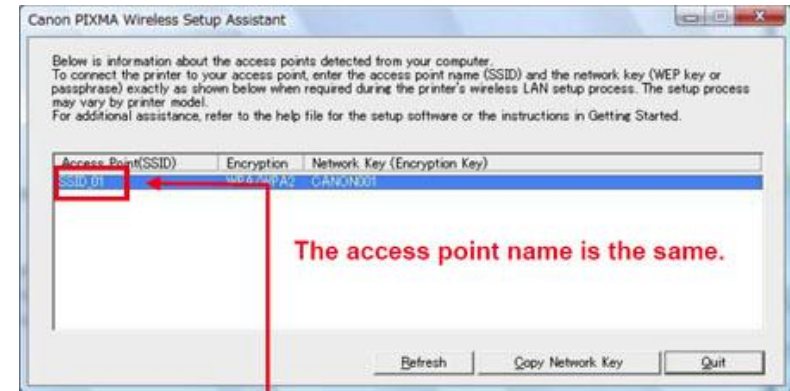 Canon PIXMA Wireless Setup Assistant
Below is information about the access points detected from your computer.
To connect the printer to your access point, enter the access point name (SSID) and the network key (WEP key or
passphrase) exactly as shown below when required during the printer's wireless LAN setup process. The setup process
may vary by printer model.
For additional assistance, refer to the help file for the setup software or the instructions in Getting Started.
Access Point(SSID) Encryption Network Key (Encryption Key)
SSID_01 WPA/WPA2 CANON001
The access point name is the same.
Refresh Copy Network Key Quit